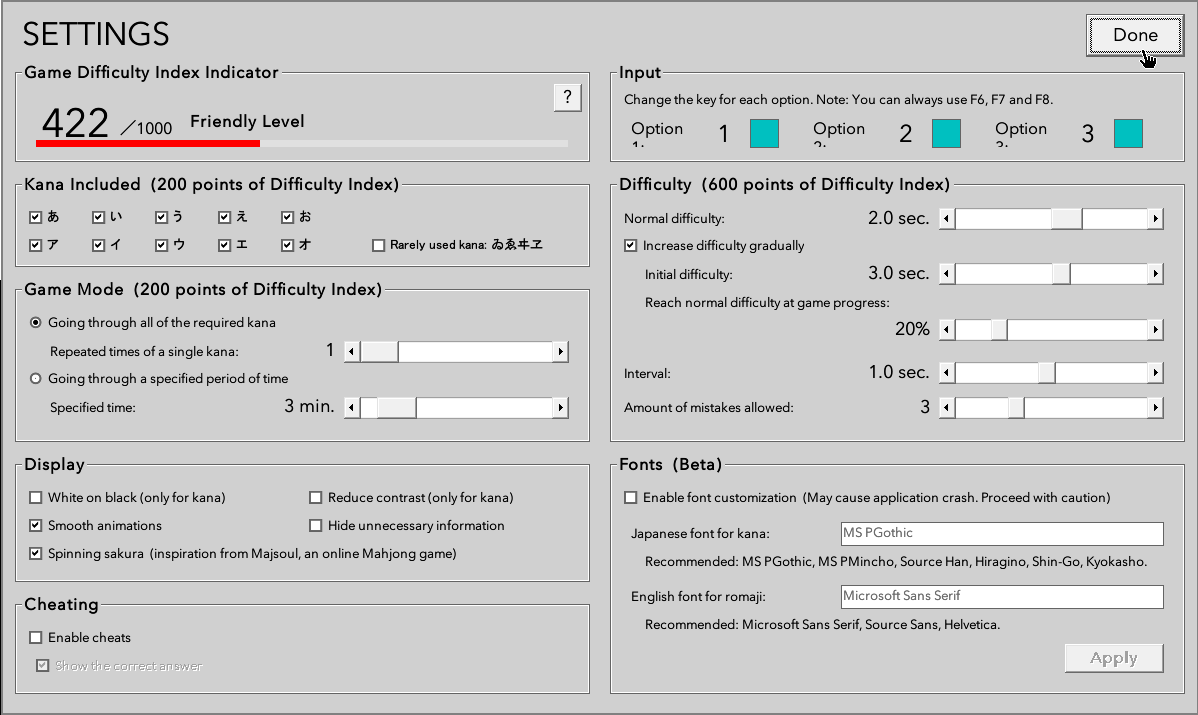 SETTINGS
Done
Game Difficulty Index Indicator
?
422 /1000 Friendly Level
Input
Change the key for each option. Note: You can always use F6, F7 and F8.
Option 1: 1
Option 2: 2
Option 3: 3
Kana Included (200 points of Difficulty Index)
あ い う え お
ア イ ウ エ オ Rarely used kana: ゐゑヰヱ
Game Mode (200 points of Difficulty Index)
Going through all of the required kana
Repeated times of a single kana: 1
Going through a specified period of time
Specified time: 3 min.
Difficulty (600 points of Difficulty Index)
Normal difficulty: 2.0 sec.
Increase difficulty gradually
Initial difficulty: 3.0 sec.
Reach normal difficulty at game progress:
20%
Interval: 1.0 sec.
Amount of mistakes allowed: 3
Display
White on black (only for kana) Reduce contrast (only for kana)
Smooth animations Hide unnecessary information
Spinning sakura (inspiration from Majsoul, an online Mahjong game)
Cheating
Enable cheats
Show the correct answer
Fonts (Beta)
Enable font customization (May cause application crash. Proceed with caution)
Japanese font for kana: MS PGothic
Recommended: MS PGothic, MS PMincho, Source Han, Hiragino, Shin-Go, Kyokasho.
English font for romaji: Microsoft Sans Serif
Recommended: Microsoft Sans Serif, Source Sans, Helvetica.
Apply